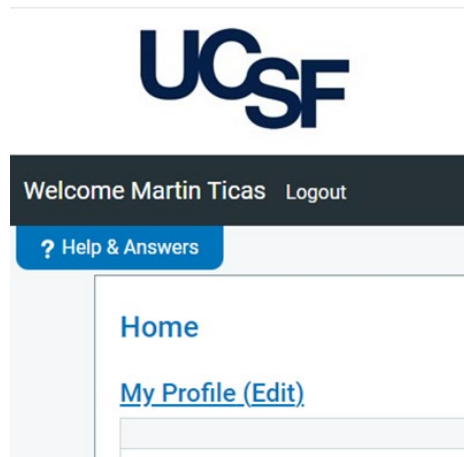 UCSF
Welcome Martin Ticas Logout
? Help & Answers
Home
My Profile (Edit)